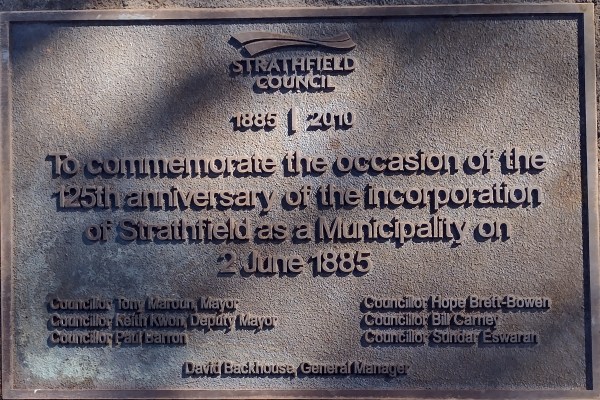 STRATHFIELD
COUNCIL
1885 | 2010
To commemorate the occasion of the
125th anniversary of the incorporation
of Strathfield as a Municipality on
2 June 1885
Councillor Tony Maroun, Mayor
Councillor Keith Kwon, Deputy Mayor
Councillor Paul Barron
Councillor Hope Brett-Bowen
Councillor Bill Carney
Councillor Sundar Eswaran
David Backhouse, General Manager